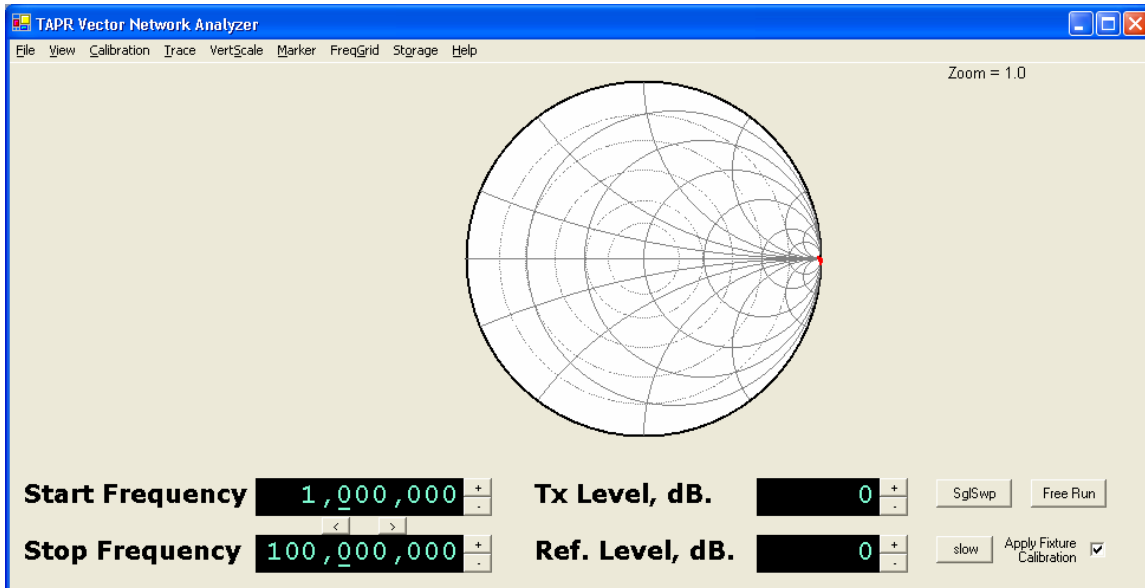 TAPR Vector Network Analyzer
File View Calibration Trace VertScale Marker FreqGrid Storage Help
Zoom = 1.0
Start Frequency 1,000,000 + - Tx Level, dB. 0 + - SglSwp Free Run
< >
Stop Frequency 100,000,000 + - Ref. Level, dB. 0 + - slow Apply Fixture
Calibration